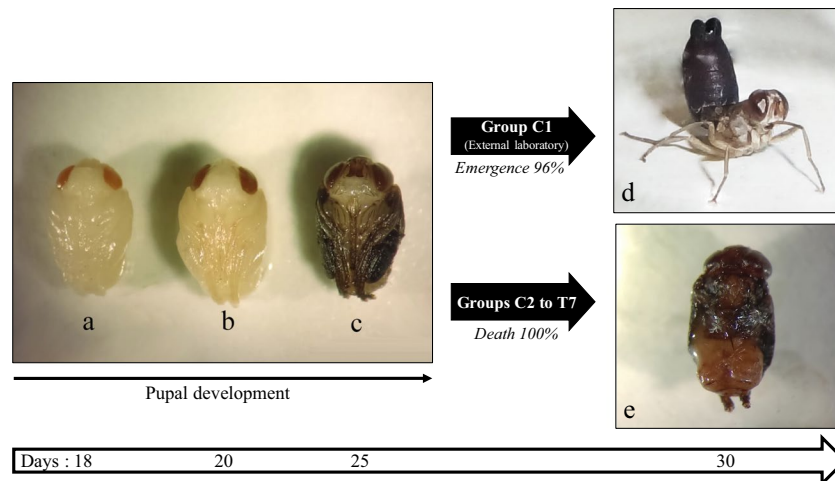 a
b
c
Pupal development
Group C1
(External laboratory)
Emergence 96%
Groups C2 to T7
Death 100%
d
e
Days : 18 20 25 30